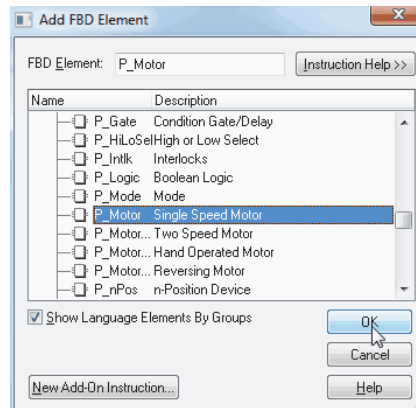 Add FBD Element
FBD Element: P_Motor Instruction Help >>
Name Description
P_Gate Condition Gate/Delay
P_HiLoSelHigh or Low Select
P_Intlk Interlocks
P_Logic Boolean Logic
P_Mode Mode
P_Motor Single Speed Motor
P_Motor... Two Speed Motor
P_Motor... Hand Operated Motor
P_Motor... Reversing Motor
P_nPos n-Position Device
Show Language Elements By Groups OK
Cancel
New Add-On Instruction... Help